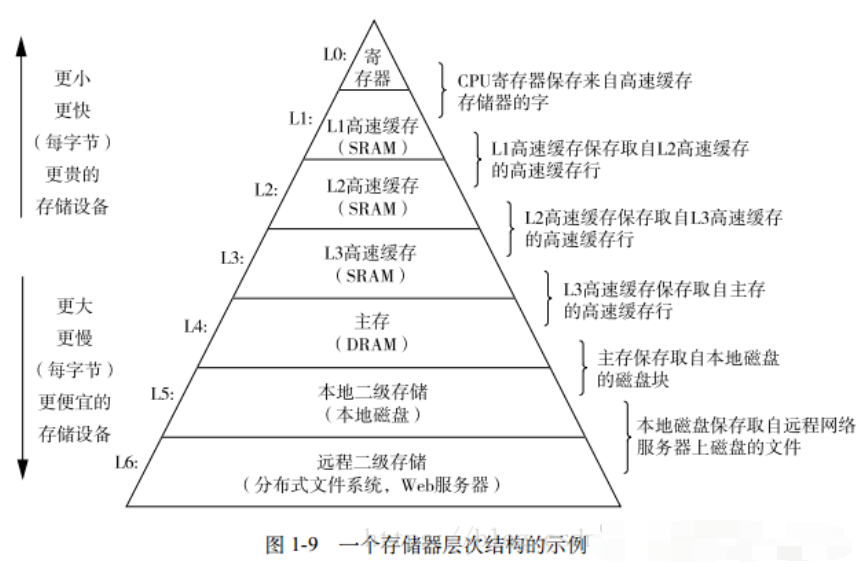 更小
更快
（每字节）
更贵的
存储设备
更大
更慢
（每字节）
更便宜的
存储设备
L0:
寄
存器
L1:
L1高速缓存
（SRAM）
L2:
L2高速缓存
（SRAM）
L3:
L3高速缓存
（SRAM）
L4:
主存
（DRAM）
L5:
本地二级存储
（本地磁盘）
L6:
远程二级存储
（分布式文件系统，Web服务器）
CPU寄存器保存来自高速缓存
存储器的字
L1高速缓存保存取自L2高速缓存
的高速缓存行
L2高速缓存保存取自L3高速缓存
的高速缓存行
L3高速缓存保存取自主存
的高速缓存行
主存保存取自本地磁盘
的磁盘块
本地磁盘保存取自远程网络
服务器上磁盘的文件
图 1-9 一个存储器层次结构的示例